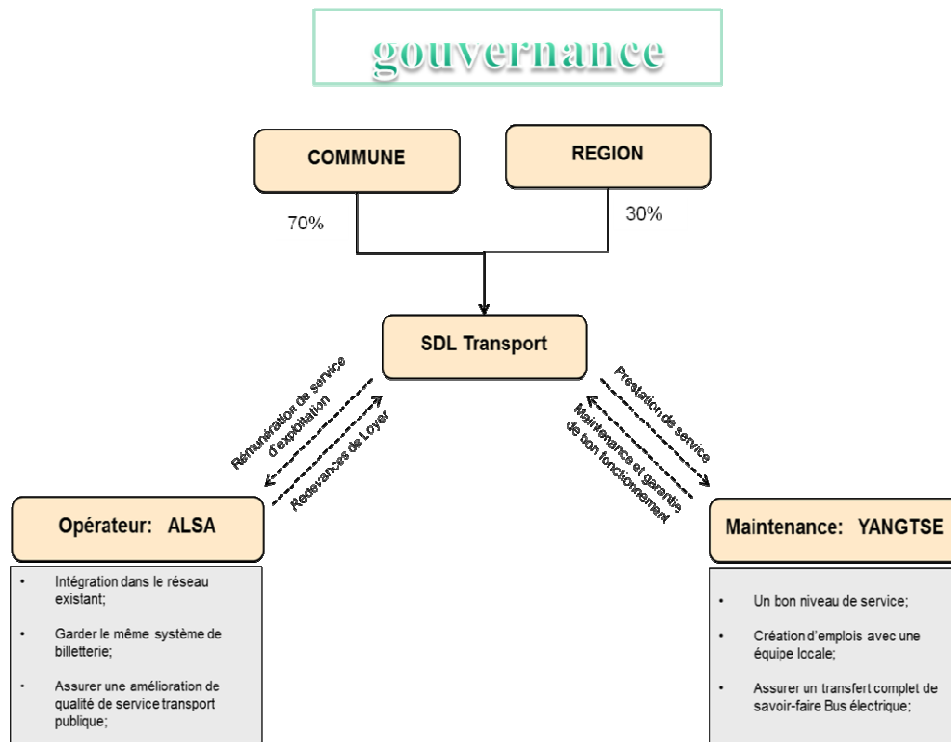 gouvernance
COMMUNE
REGION
70%
30%
SDL Transport
Rémunération de service
d'exploitation
Redevances de Loyer
Prestation de service
Maintenance et garantie
de bon fonctionnement
Opérateur: ALSA
• Intégration dans le réseau
existant;
• Garder le même système de
billetterie;
• Assurer une amélioration de
qualité de service transport
publique;
Maintenance: YANGTSE
• Un bon niveau de service;
• Création d'emplois avec une
équipe locale;
• Assurer un transfert complet de
savoir-faire Bus électrique;